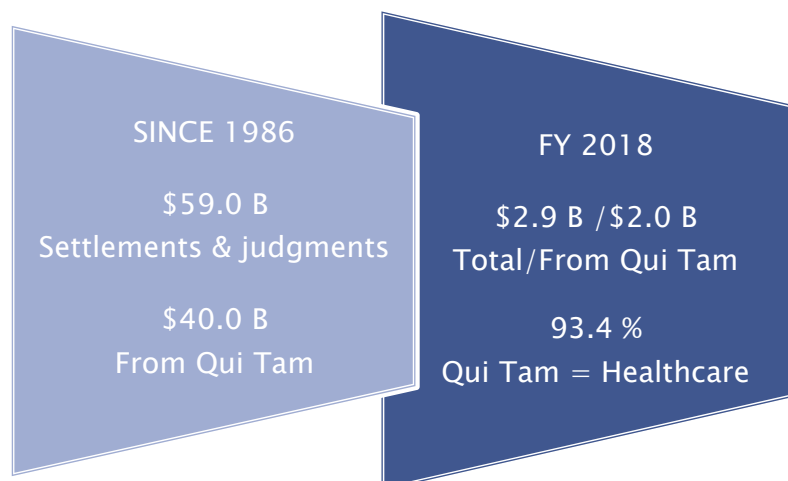 SINCE 1986
$59.0 B
Settlements & judgments
$40.0 B
From Qui Tam
FY 2018
$2.9 B /$2.0 B
Total/From Qui Tam
93.4 %
Qui Tam = Healthcare